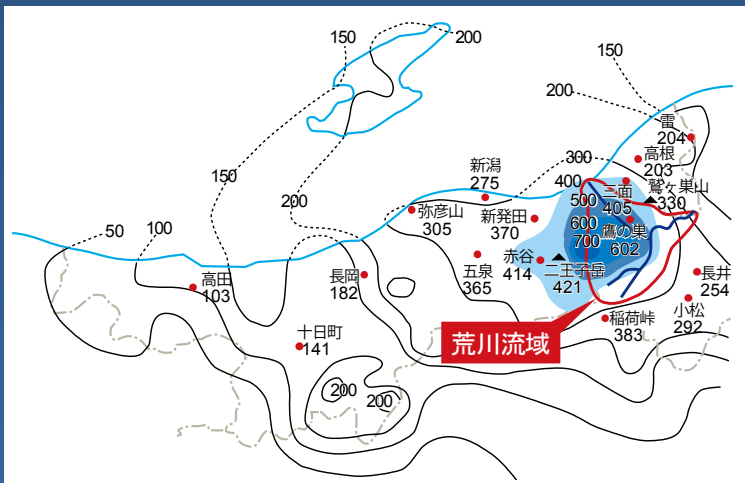 150
200
150
200
雷
204
高根
203
300
新潟
275
400
三面
405
鷲ヶ巣山
330
150
200
500
弥彦山
305
新発田
370
600
鷹の巣
602
700
50
100
赤谷
414
二王子岳
421
五泉
365
高田
103
長岡
182
長井
254
小松
292
稲荷峠
383
荒川流域
十日町
141
200
200